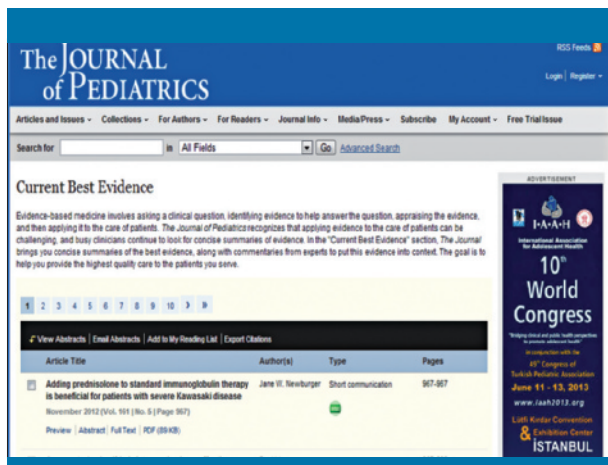 The JOURNAL
of PEDIATRICS
RSS Feeds
Login | Register
Articles and Issues Collections For Authors For Readers Journal Info Media/Press Subscribe My Account Free Trial Issue
Search for in All Fields Go Advanced Search
Current Best Evidence
Evidence-based medicine involves asking a clinical question, identifying evidence to help answer the question, appraising the evidence,
and then applying it to the care of patients. The Journal of Pediatrics recognizes that applying evidence to the care of patients can be
challenging, and busy clinicians continue to look for concise summaries of evidence. In the "Current Best Evidence" section, The Journal
brings you concise summaries of the best evidence, along with commentaries from experts to put this evidence into context. The goal is to
help you provide the highest quality care to the patients you serve.
1 2 3 4 5 6 7 8 9 10 › »
View Abstracts | Email Abstracts | Add to My Reading List | Export Citations
Article Title Author(s) Type Pages
Adding prednisolone to standard immunoglobulin therapy Jane W. Newburger Short communication 967-967
is beneficial for patients with severe Kawasaki disease
November 2012 (Vol. 161 | No. 5 | Page 967)
Preview | Abstract | Full Text | PDF (89 KB)
ADVERTISEMENT
I·A·A·H
International Association
for Adolescent Health
10th
World
Congress
"Bridging clinical and public health perspectives
to promote adolescent health"
in conjunction with the
49th Congress of
Turkish Pediatric Association
June 11 - 13, 2013
www.iaah2013.org
Lütfi Kırdar Convention
& Exhibition Center
İSTANBUL